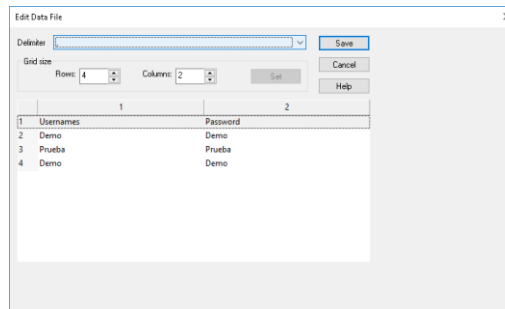 Edit Data File
Delimiter , Save
Grid size
Rows: 4 Columns: 2 Set
Cancel
Help
1 2
1 Usernames Password
2 Demo Demo
3 Prueba Prueba
4 Demo Demo